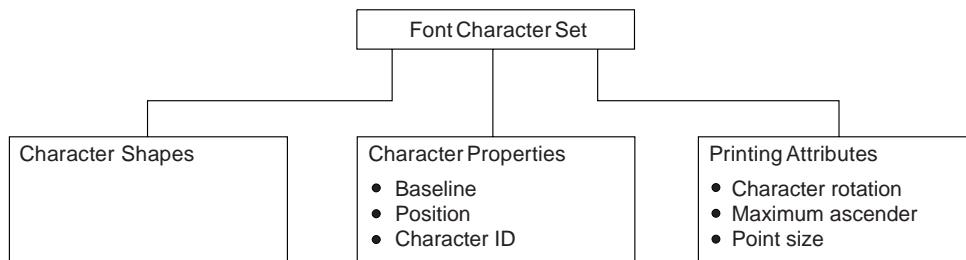 Font Character Set
Character Shapes
Character Properties
• Baseline
• Position
• Character ID
Printing Attributes
• Character rotation
• Maximum ascender
• Point size